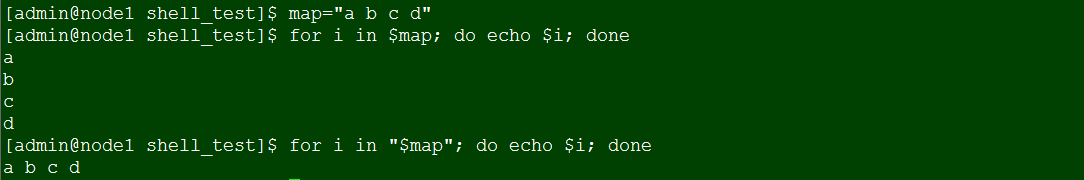 [admin@node1 shell_test]$ map="a b c d"
[admin@node1 shell_test]$ for i in $map; do echo $i; done
a
b
c
d
[admin@node1 shell_test]$ for i in "$map"; do echo $i; done
a b c d